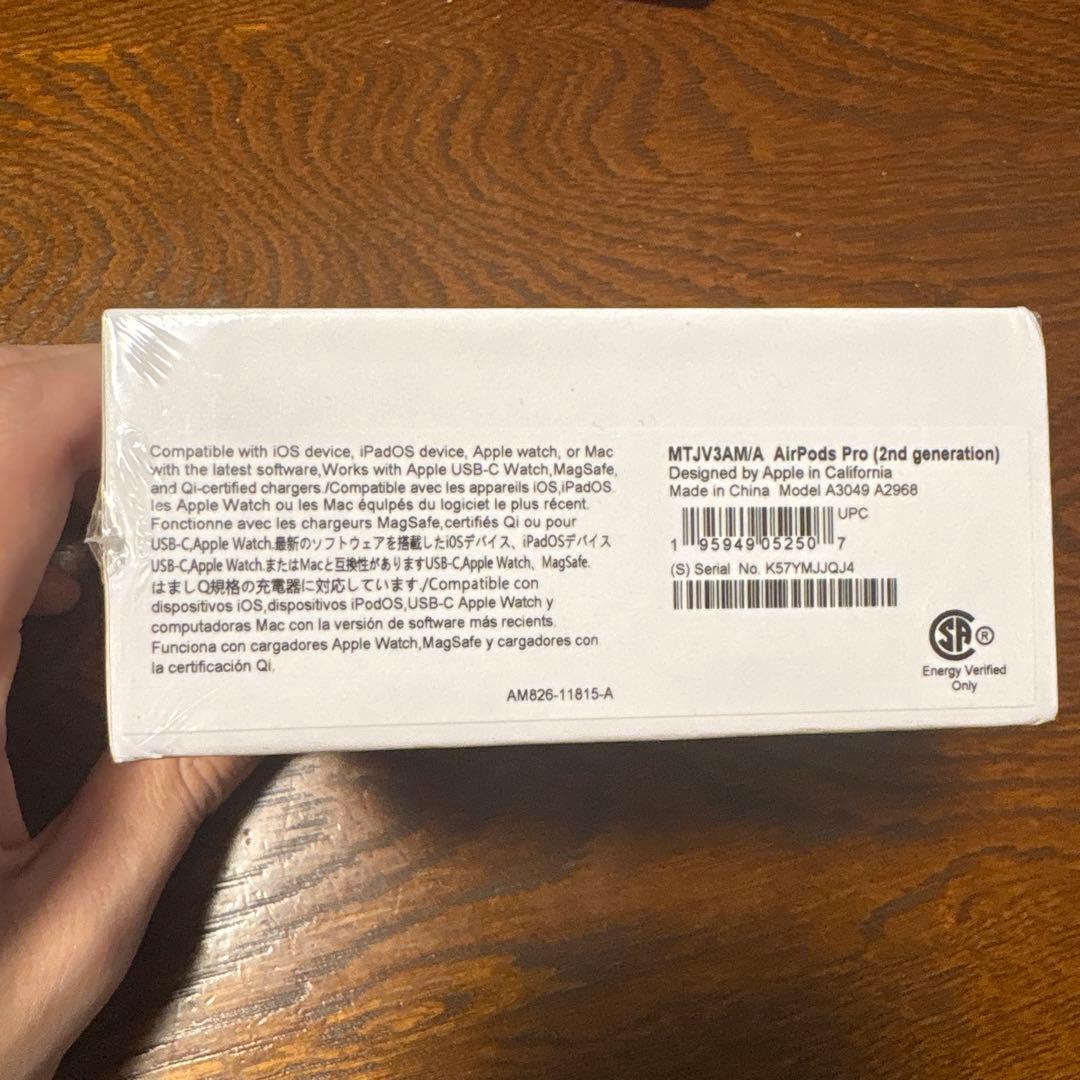 Compatible with iOS device, iPadOS device, Apple watch, or Mac
with the latest software,Works with Apple USB-C Watch,MagSafe,
and Qi-certified chargers./Compatible avec les appareils iOS,iPadOS.
les Apple Watch ou les Mac équipés du logiciet le plus récent.
Fonctionne avec les chargeurs MagSafe,certifiés Qi ou pour
USB-C,Apple Watch.最新のソフトウェアを搭載したiOSデバイス、iPadOSデバイス
USB-C,Apple Watch.またはMacと互換性がありますUSB-C,Apple Watch、MagSafe.
はましQi規格の充電器に対応しています./Compatible con
dispositivos iOS,dispositivos iPodOS,USB-C Apple Watch y
computadoras Mac con la versión de software más recients.
Funciona con cargadores Apple Watch,MagSafe y cargadores con
la certificación Qi.
AM826-11815-A
MTJV3AM/A AirPods Pro (2nd generation)
Designed by Apple in California
Made in China Model A3049 A2968
UPC
1 95949 05250 7
(S) Serial No. K57YMJJQJ4
SA ®
Energy Verified
Only